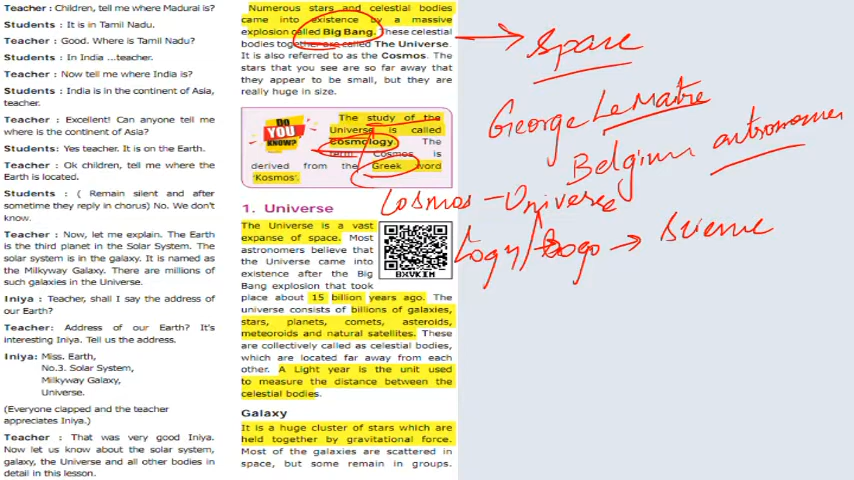 Teacher : Children, tell me where Madurai is?
Students : It is in Tamil Nadu.
Teacher : Good. Where is Tamil Nadu?
Students : In India ...teacher.
Teacher : Now tell me where India is?
Students : India is in the continent of Asia,
teacher.
Teacher : Excellent! Can anyone tell me
where is the continent of Asia?
Students: Yes teacher. It is on the Earth.
Teacher : Ok children, tell me where the
Earth is located.
Students : ( Remain silent and after
sometime they reply in chorus) No. We don't
know.
Teacher : Now, let me explain. The Earth
is the third planet in the Solar System. The
solar system is in the galaxy. It is named as
the Milkyway Galaxy. There are millions of
such galaxies in the Universe.
Iniya : Teacher, shall I say the address of
our Earth?
Teacher: Address of our Earth? It's
interesting Iniya. Tell us the address.
Iniya: Miss. Earth,
No.3. Solar System,
Milkyway Galaxy,
Universe.
(Everyone clapped and the teacher
appreciates Iniya.)
Teacher : That was very good Iniya.
Now let us know about the solar system,
galaxy, the Universe and all other bodies in
detail in this lesson.
Numerous stars and celestial bodies
came into existence by a massive
explosion called Big Bang. These celestial
bodies together are called The Universe.
It is also referred to as the Cosmos. The
stars that you see are so far away that
they appear to be small, but they are
really huge in size.
DO
YOU
KNOW?
The study of the
Universe is called
cosmology. The
term Cosmos is
derived from the Greek word
'Kosmos'.
1. Universe
The Universe is a vast
expanse of space. Most
astronomers believe that
the Universe came into
existence after the Big
Bang explosion that took
place about 15 billion years ago. The
universe consists of billions of galaxies,
stars, planets, comets, asteroids,
meteoroids and natural satellites. These
are collectively called as celestial bodies,
which are located far away from each
other. A Light year is the unit used
to measure the distance between the
celestial bodies.
BXVKIM
Galaxy
It is a huge cluster of stars which are
held together by gravitational force.
Most of the galaxies are scattered in
space, but some remain in groups.
space
George LeMaitre
Belgium astronomer
Cosmos - Universe
Logy / logo → science